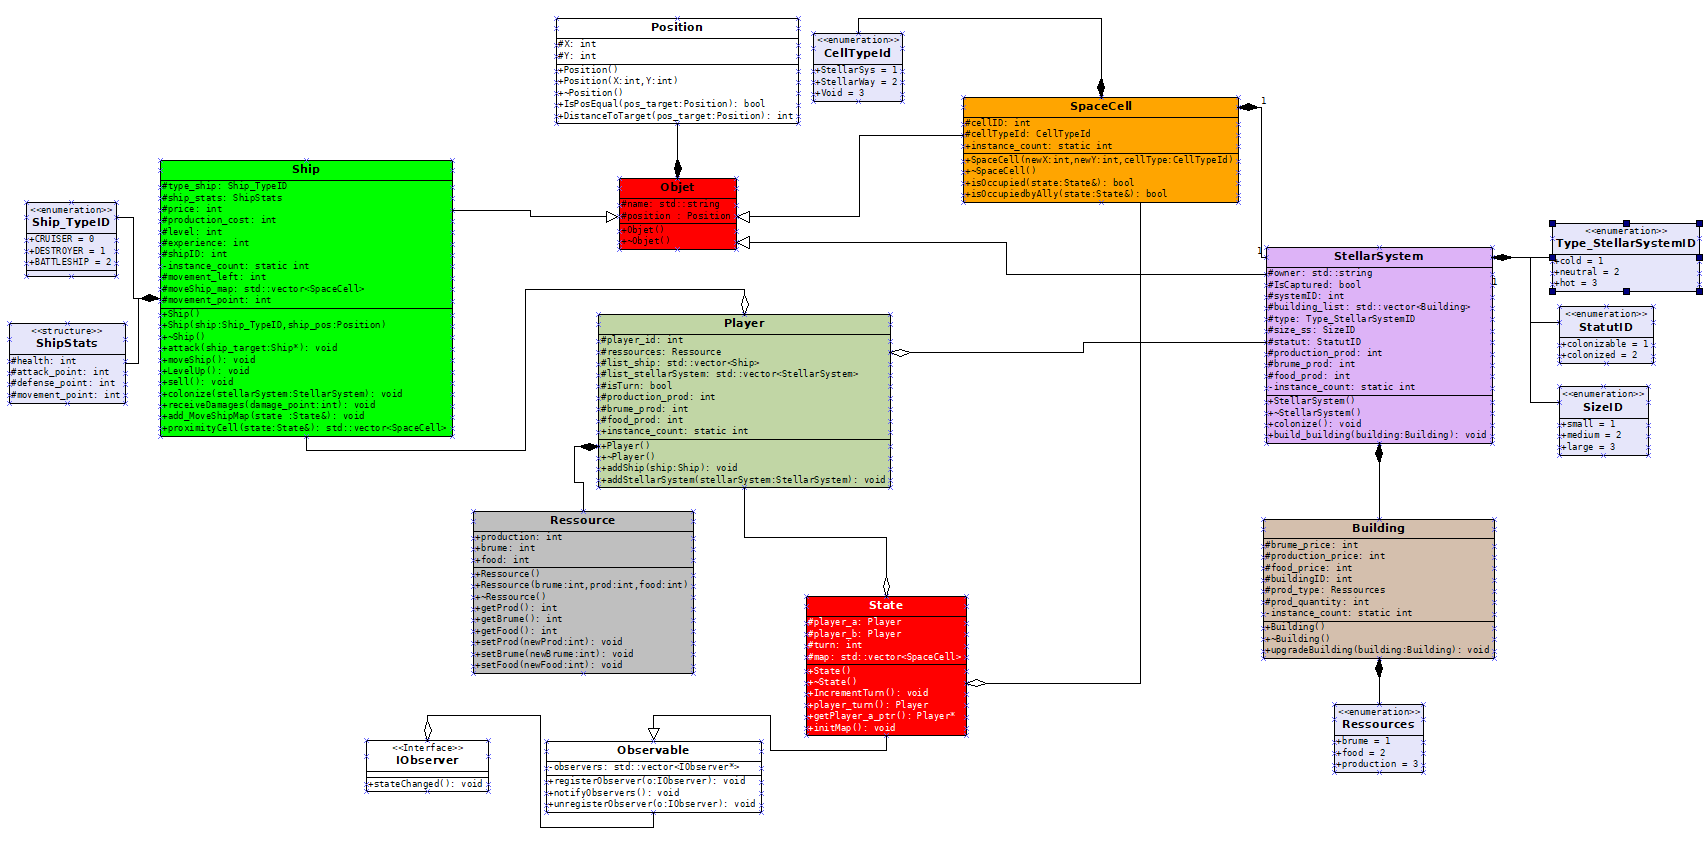 Position
#X: int
#Y: int
+Position()
+Position(X:int,Y:int)
+~Position()
+IsPosEqual(pos_target:Position): bool
+DistanceToTarget(pos_target:Position): int
<<enumeration>>
CellTypeId
+StellarSys = 1
+StellarWay = 2
+Void = 3
SpaceCell
#cellID: int
#cellTypeId: CellTypeId
+instance_count: static int
+SpaceCell(newX:int,newY:int,cellType:CellTypeId)
+~SpaceCell()
+isOccupied(state:State&): bool
+isOccupiedbyAlly(state:State&): bool
1
1
1
Ship
#type_ship: Ship_TypeID
#ship_stats: ShipStats
#price: int
#production_cost: int
#level: int
#experience: int
#shipID: int
-instance_count: static int
#movement_left: int
#moveShip_map: std::vector<SpaceCell>
#movement_point: int
+Ship()
+Ship(ship:Ship_TypeID,ship_pos:Position)
+~Ship()
+attack(ship_target:Ship*): void
+moveShip(): void
+LevelUp(): void
+sell(): void
+colonize(stellarSystem:StellarSystem): void
+receiveDamages(damage_point:int): void
+add_MoveShipMap(state :State&): void
+proximityCell(state:State&): std::vector<SpaceCell>
<<enumeration>>
Ship_TypeID
+CRUISER = 0
+DESTROYER = 1
+BATTLESHIP = 2
<<structure>>
ShipStats
#health: int
#attack_point: int
#defense_point: int
#movement_point: int
Objet
#name: std::string
#position : Position
+Objet()
+~Objet()
StellarSystem
#owner: std::string
#IsCaptured: bool
#systemID: int
#building_list: std::vector<Building>
#type: Type_StellarSystemID
#size_ss: SizeID
#statut: StatutID
#production_prod: int
#brume_prod: int
#food_prod: int
-instance_count: static int
+StellarSystem()
+~StellarSystem()
+colonize(): void
+build_building(building:Building): void
<<enumeration>>
Type_StellarSystemID
+cold = 1
+neutral = 2
+hot = 3
<<enumeration>>
StatutID
+colonizable = 1
+colonized = 2
<<enumeration>>
SizeID
+small = 1
+medium = 2
+large = 3
Player
#player_id: int
#ressources: Ressource
#list_ship: std::vector<Ship>
#list_stellarSystem: std::vector<StellarSystem>
#isTurn: bool
#production_prod: int
#brume_prod: int
#food_prod: int
+instance_count: static int
+Player()
+~Player()
+addShip(ship:Ship): void
+addStellarSystem(stellarSystem:StellarSystem): void
Ressource
+production: int
+brume: int
+food: int
+Ressource()
+Ressource(brume:int,prod:int,food:int)
+~Ressource()
+getProd(): int
+getBrume(): int
+getFood(): int
+setProd(newProd:int): void
+setBrume(newBrume:int): void
+setFood(newFood:int): void
State
#player_a: Player
#player_b: Player
#turn: int
#map: std::vector<SpaceCell>
+State()
+~State()
+IncrementTurn(): void
+player_turn(): Player
+getPlayer_a_ptr(): Player*
+initMap(): void
Building
#brume_price: int
#production_price: int
#food_price: int
#buildingID: int
#prod_type: Ressources
#prod_quantity: int
-instance_count: static int
+Building()
+~Building()
+upgradeBuilding(building:Building): void
<<enumeration>>
Ressources
+brume = 1
+food = 2
+production = 3
<<Interface>>
IObserver
+stateChanged(): void
Observable
-observers: std::vector<IObserver*>
+registerObserver(o:IObserver): void
+notifyObservers(): void
+unregisterObserver(o:IObserver): void